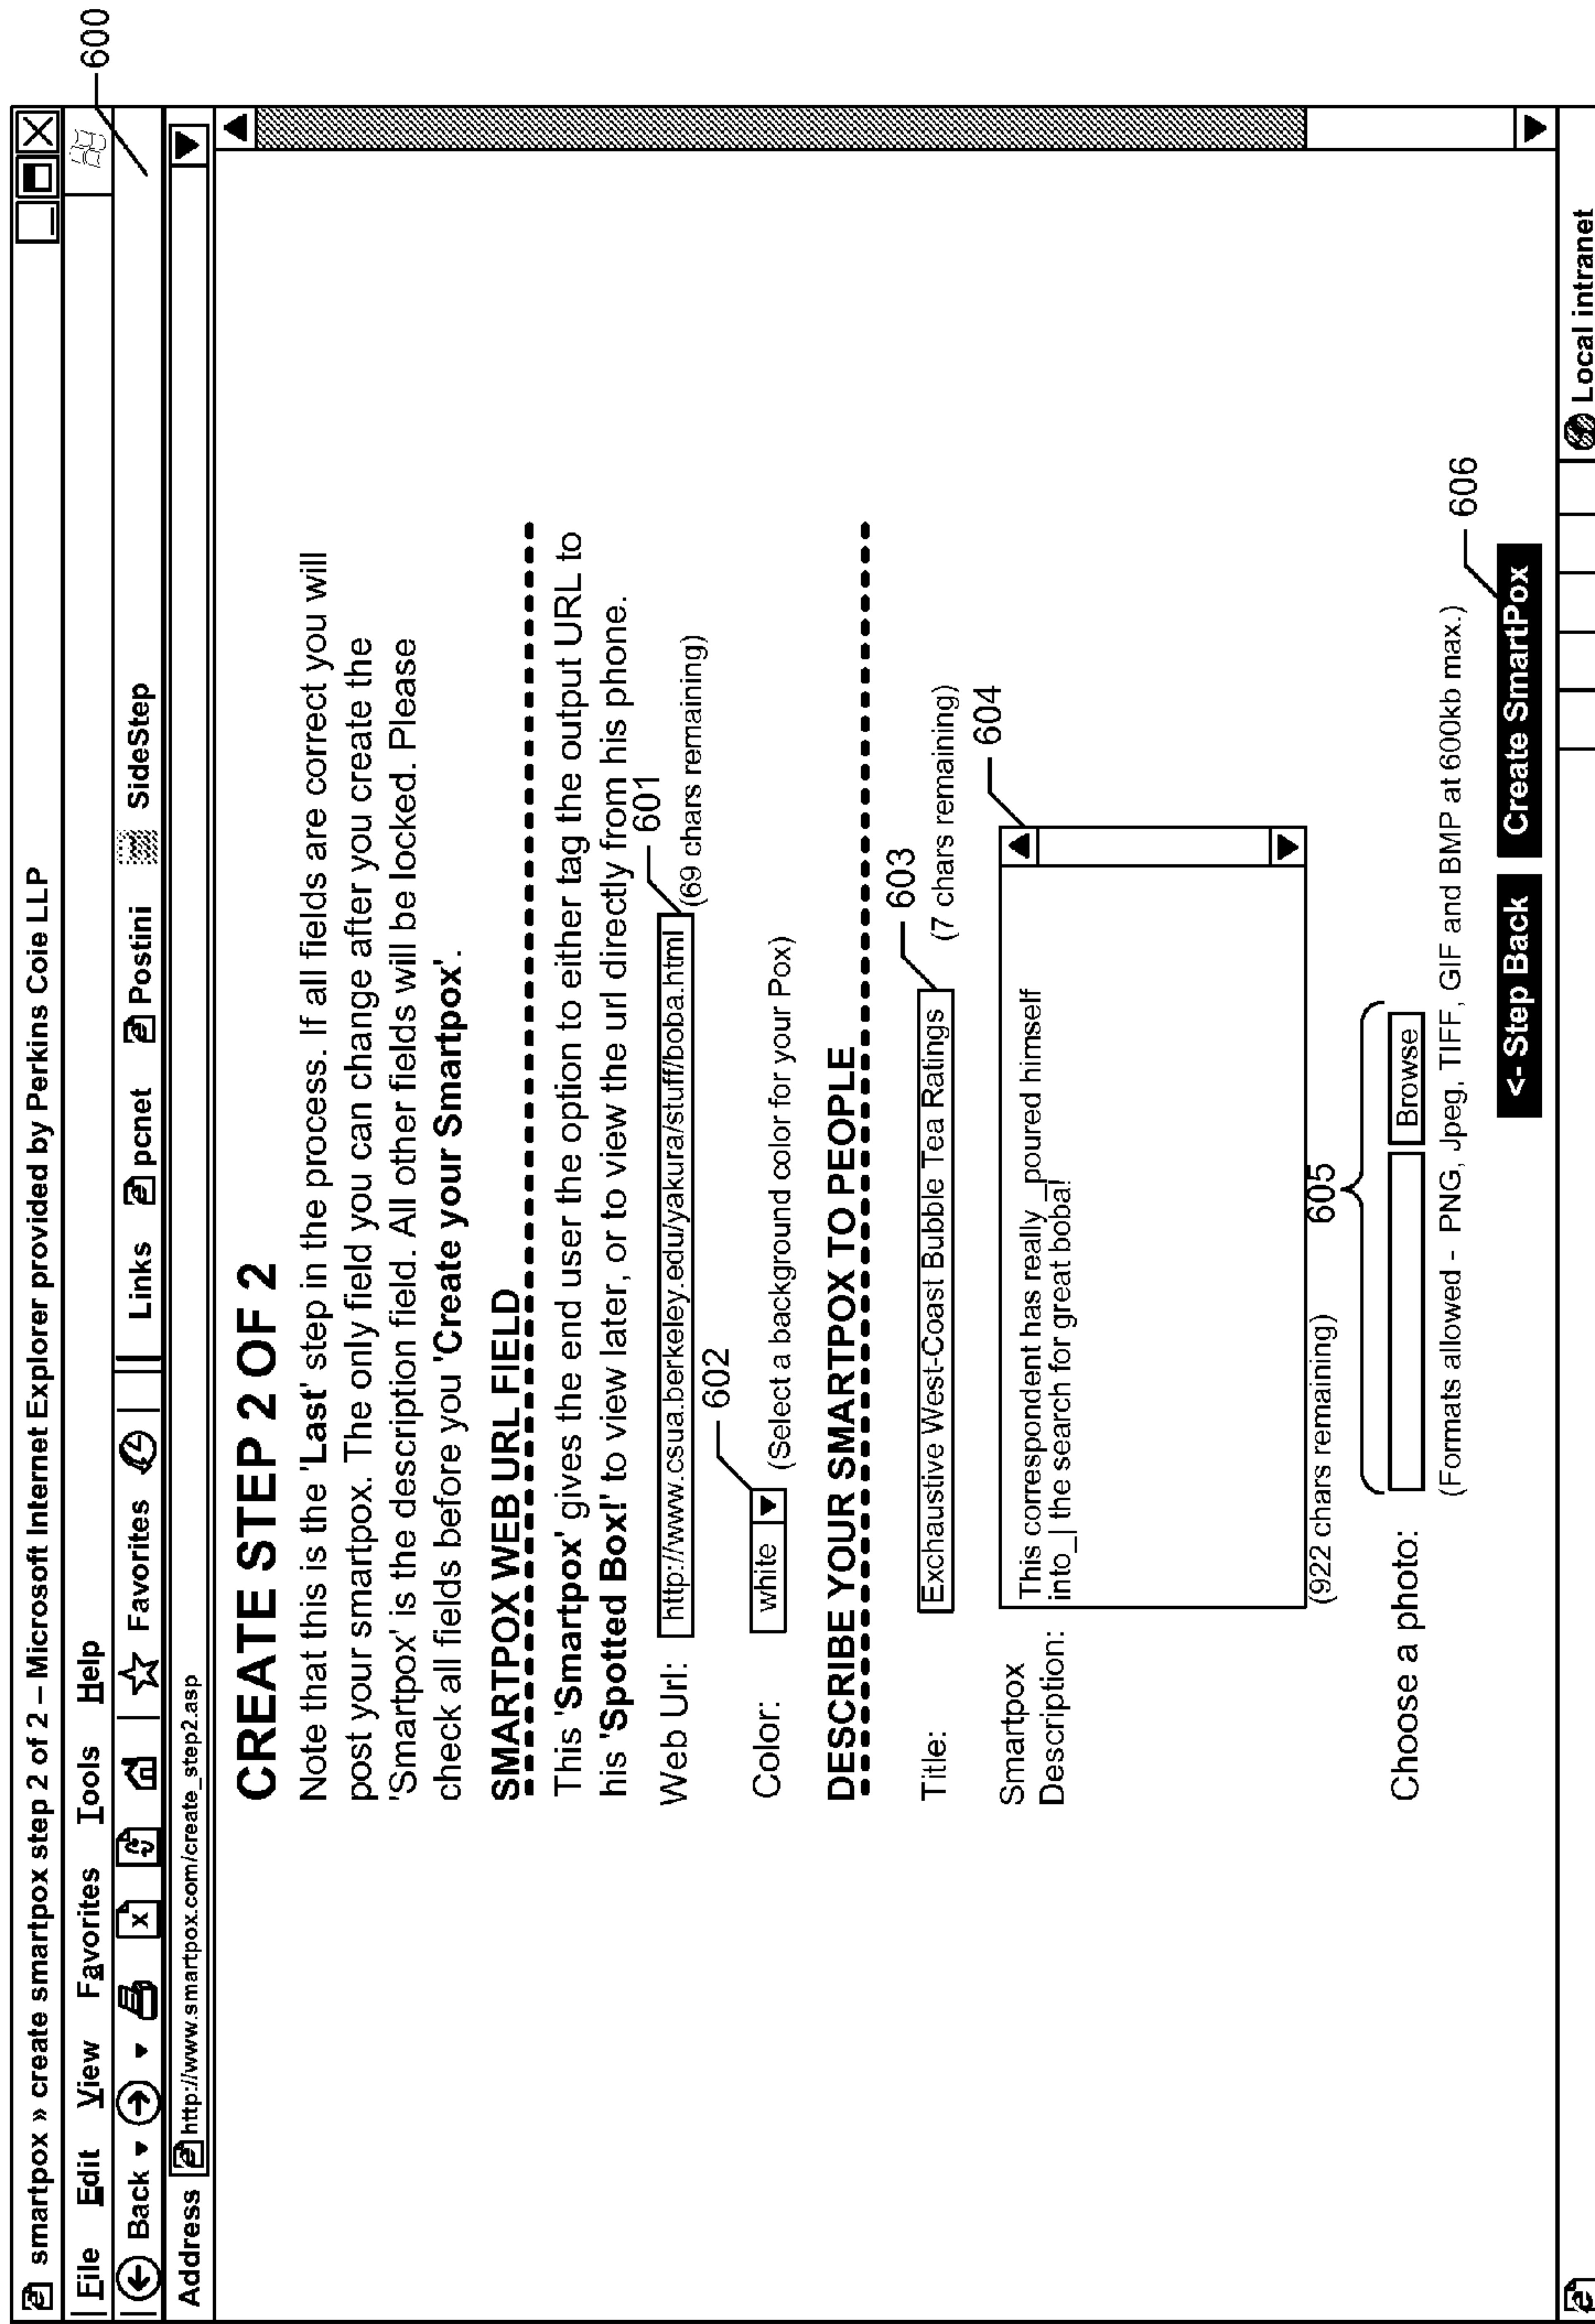 smartpox » create smartpox step 2 of 2 – Microsoft Internet Explorer provided by Perkins Coie LLP
File Edit View Favorites Tools Help
600
Back Favorites Links pcnet Postini SideStep
Address http://www.smartpox.com/create_step2.asp
CREATE STEP 2 OF 2
Note that this is the 'Last' step in the process. If all fields are correct you will
post your smartpox. The only field you can change after you create the
'Smartpox' is the description field. All other fields will be locked. Please
check all fields before you 'Create your Smartpox'.
SMARTPOX WEB URL FIELD
This 'Smartpox' gives the end user the option to either tag the output URL to
his 'Spotted Box!' to view later, or to view the url directly from his phone.
601
Web Url: http://www.csua.berkeley.edu/yakura/stuff/boba.html (69 chars remaining)
602
Color: white (Select a background color for your Pox)
DESCRIBE YOUR SMARTPOX TO PEOPLE
603
Title: Exchaustive West-Coast Bubble Tea Ratings (7 chars remaining)
604
Smartpox
Description:
This correspondent has really_poured himself
into_| the search for great boba!
(922 chars remaining)
605
Choose a photo: Browse
(Formats allowed - PNG, Jpeg, TIFF, GIF and BMP at 600kb max.)
606
<- Step Back Create SmartPox
Local intranet